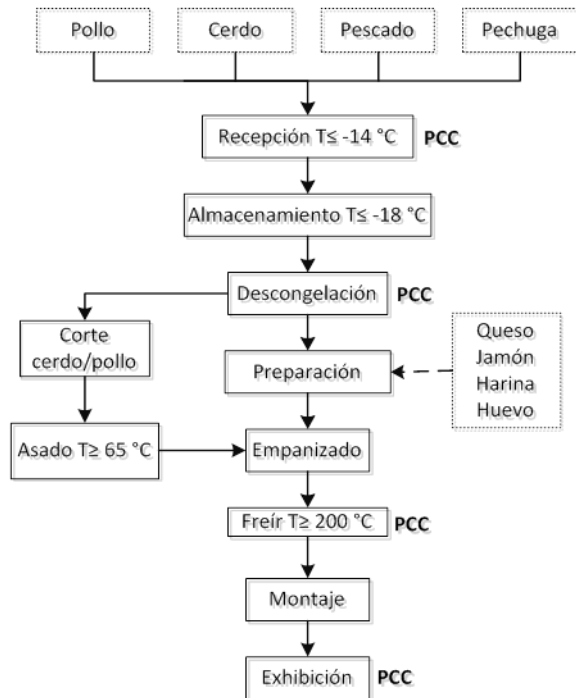 Pollo
Cerdo
Pescado
Pechuga
Recepción T≤ -14 °C
PCC
Almacenamiento T≤ -18 °C
Descongelación
PCC
Corte
cerdo/pollo
Preparación
Queso
Jamón
Harina
Huevo
Asado T≥ 65 °C
Empanizado
Freír T≥ 200 °C
PCC
Montaje
Exhibición
PCC